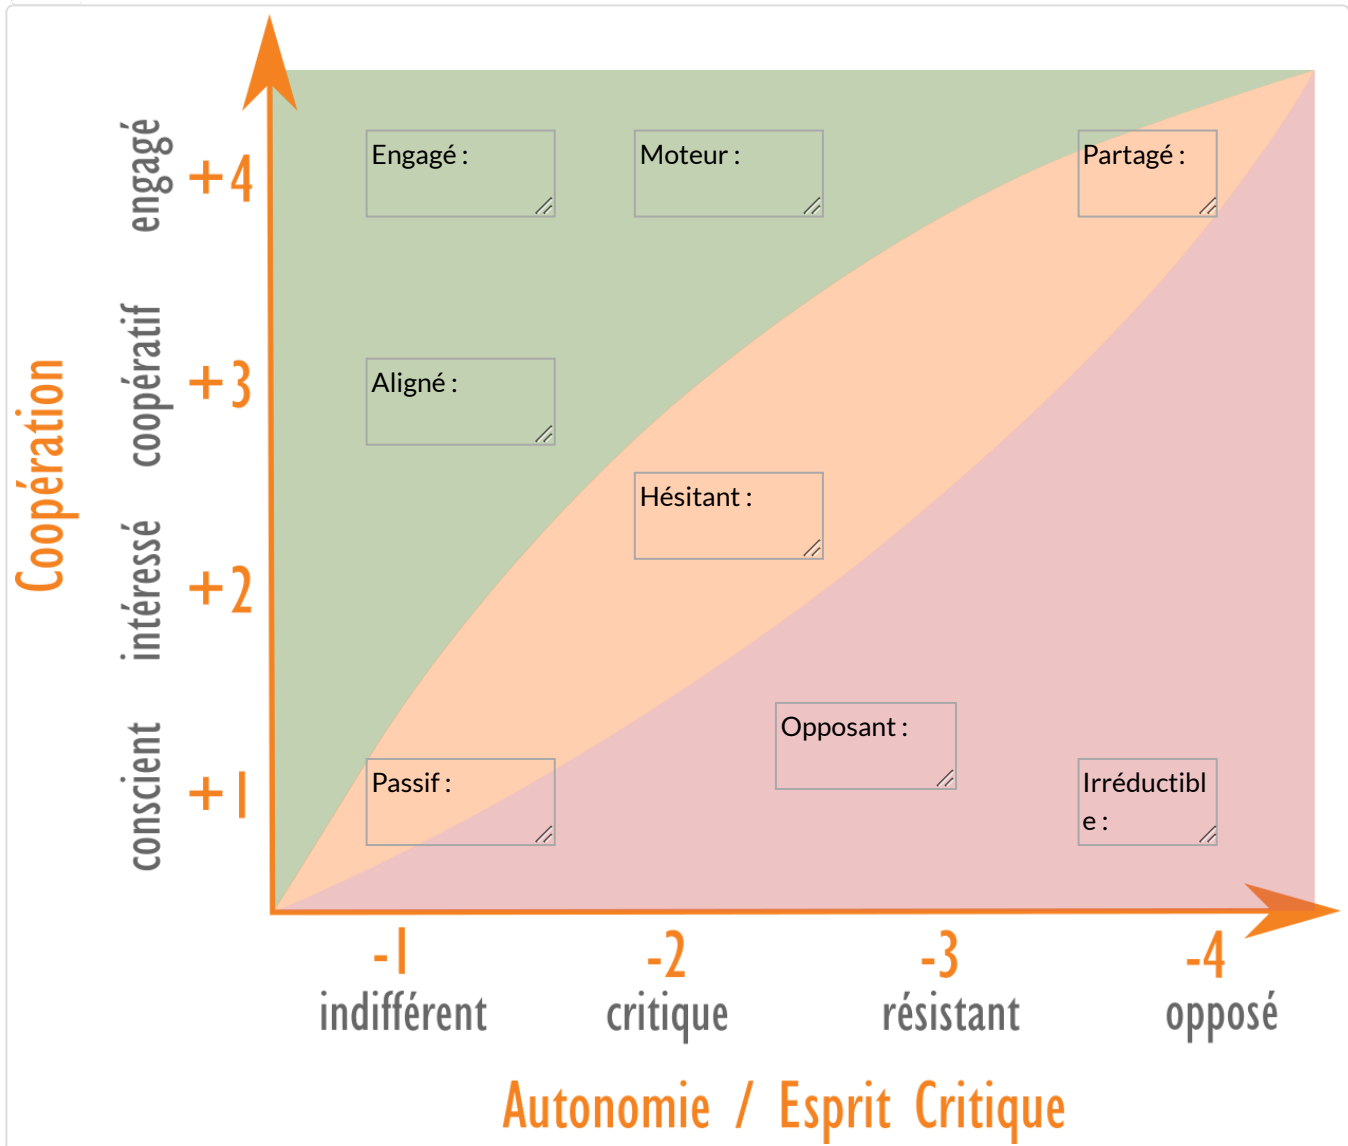 Coopération
engagé
+4
coopératif
+3
intéressé
+2
conscient
+1
Engagé :
Moteur :
Partagé :
Aligné :
Hésitant :
Opposant :
Passif :
Irréductibl
e :
-1
-2
-3
-4
indifférent
critique
résistant
opposé
Autonomie / Esprit Critique